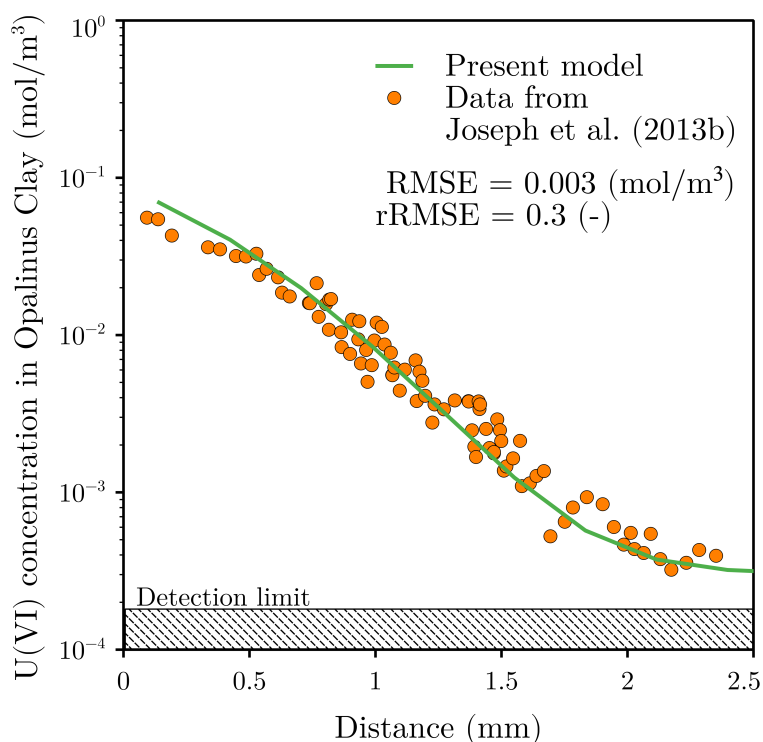 U(VI) concentration in Opalinus Clay (mol/m³)
10⁰
10⁻¹
10⁻²
10⁻³
10⁻⁴
Present model
Data from
Joseph et al. (2013b)
RMSE = 0.003 (mol/m³)
rRMSE = 0.3 (-)
Detection limit
0 0.5 1 1.5 2 2.5
Distance (mm)